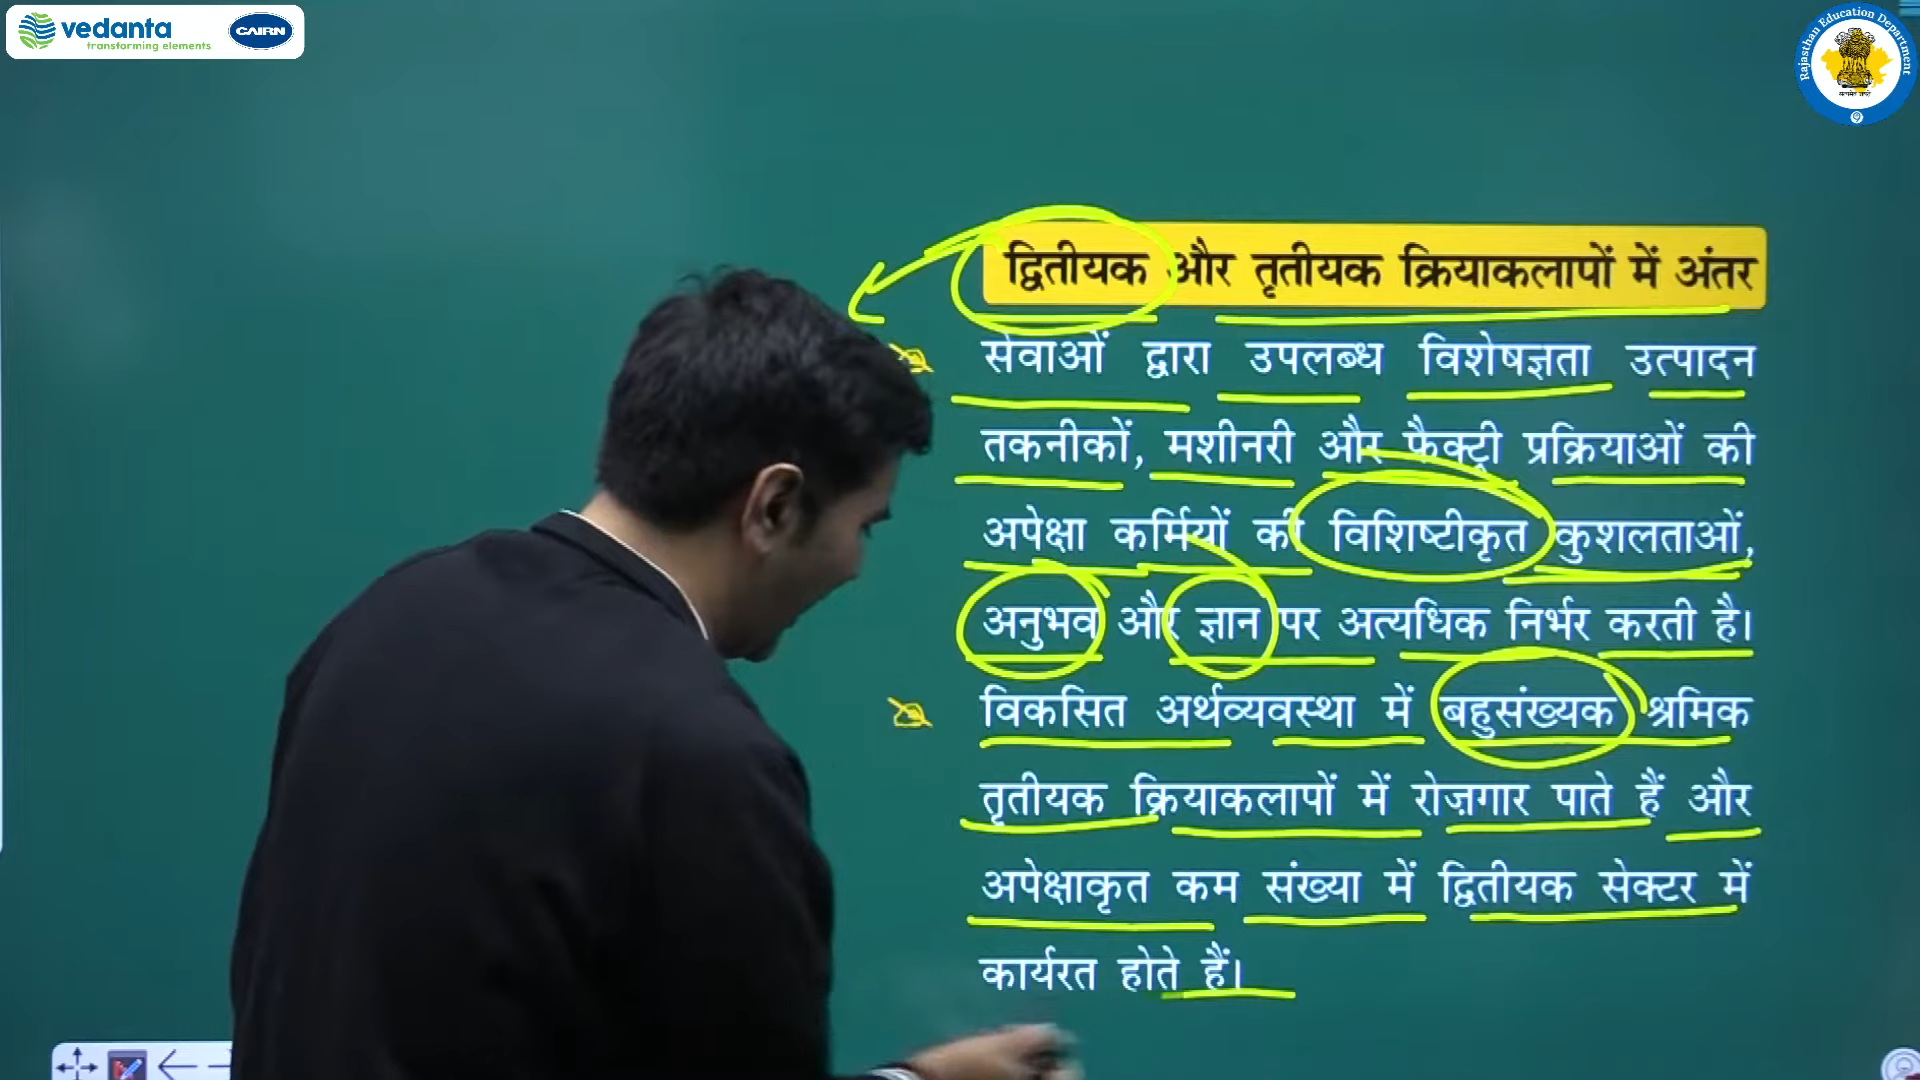 vedanta
transforming elements
CAIRN
Rajasthan Education Department
द्वितीयक और तृतीयक क्रियाकलापों में अंतर
सेवाओं द्वारा उपलब्ध विशेषज्ञता उत्पादन
तकनीकों, मशीनरी और फैक्ट्री प्रक्रियाओं की
अपेक्षा कर्मियों की विशिष्टीकृत कुशलताओं,
अनुभव और ज्ञान पर अत्यधिक निर्भर करती है।
विकसित अर्थव्यवस्था में बहुसंख्यक श्रमिक
तृतीयक क्रियाकलापों में रोज़गार पाते हैं और
अपेक्षाकृत कम संख्या में द्वितीयक सेक्टर में
कार्यरत होते हैं।